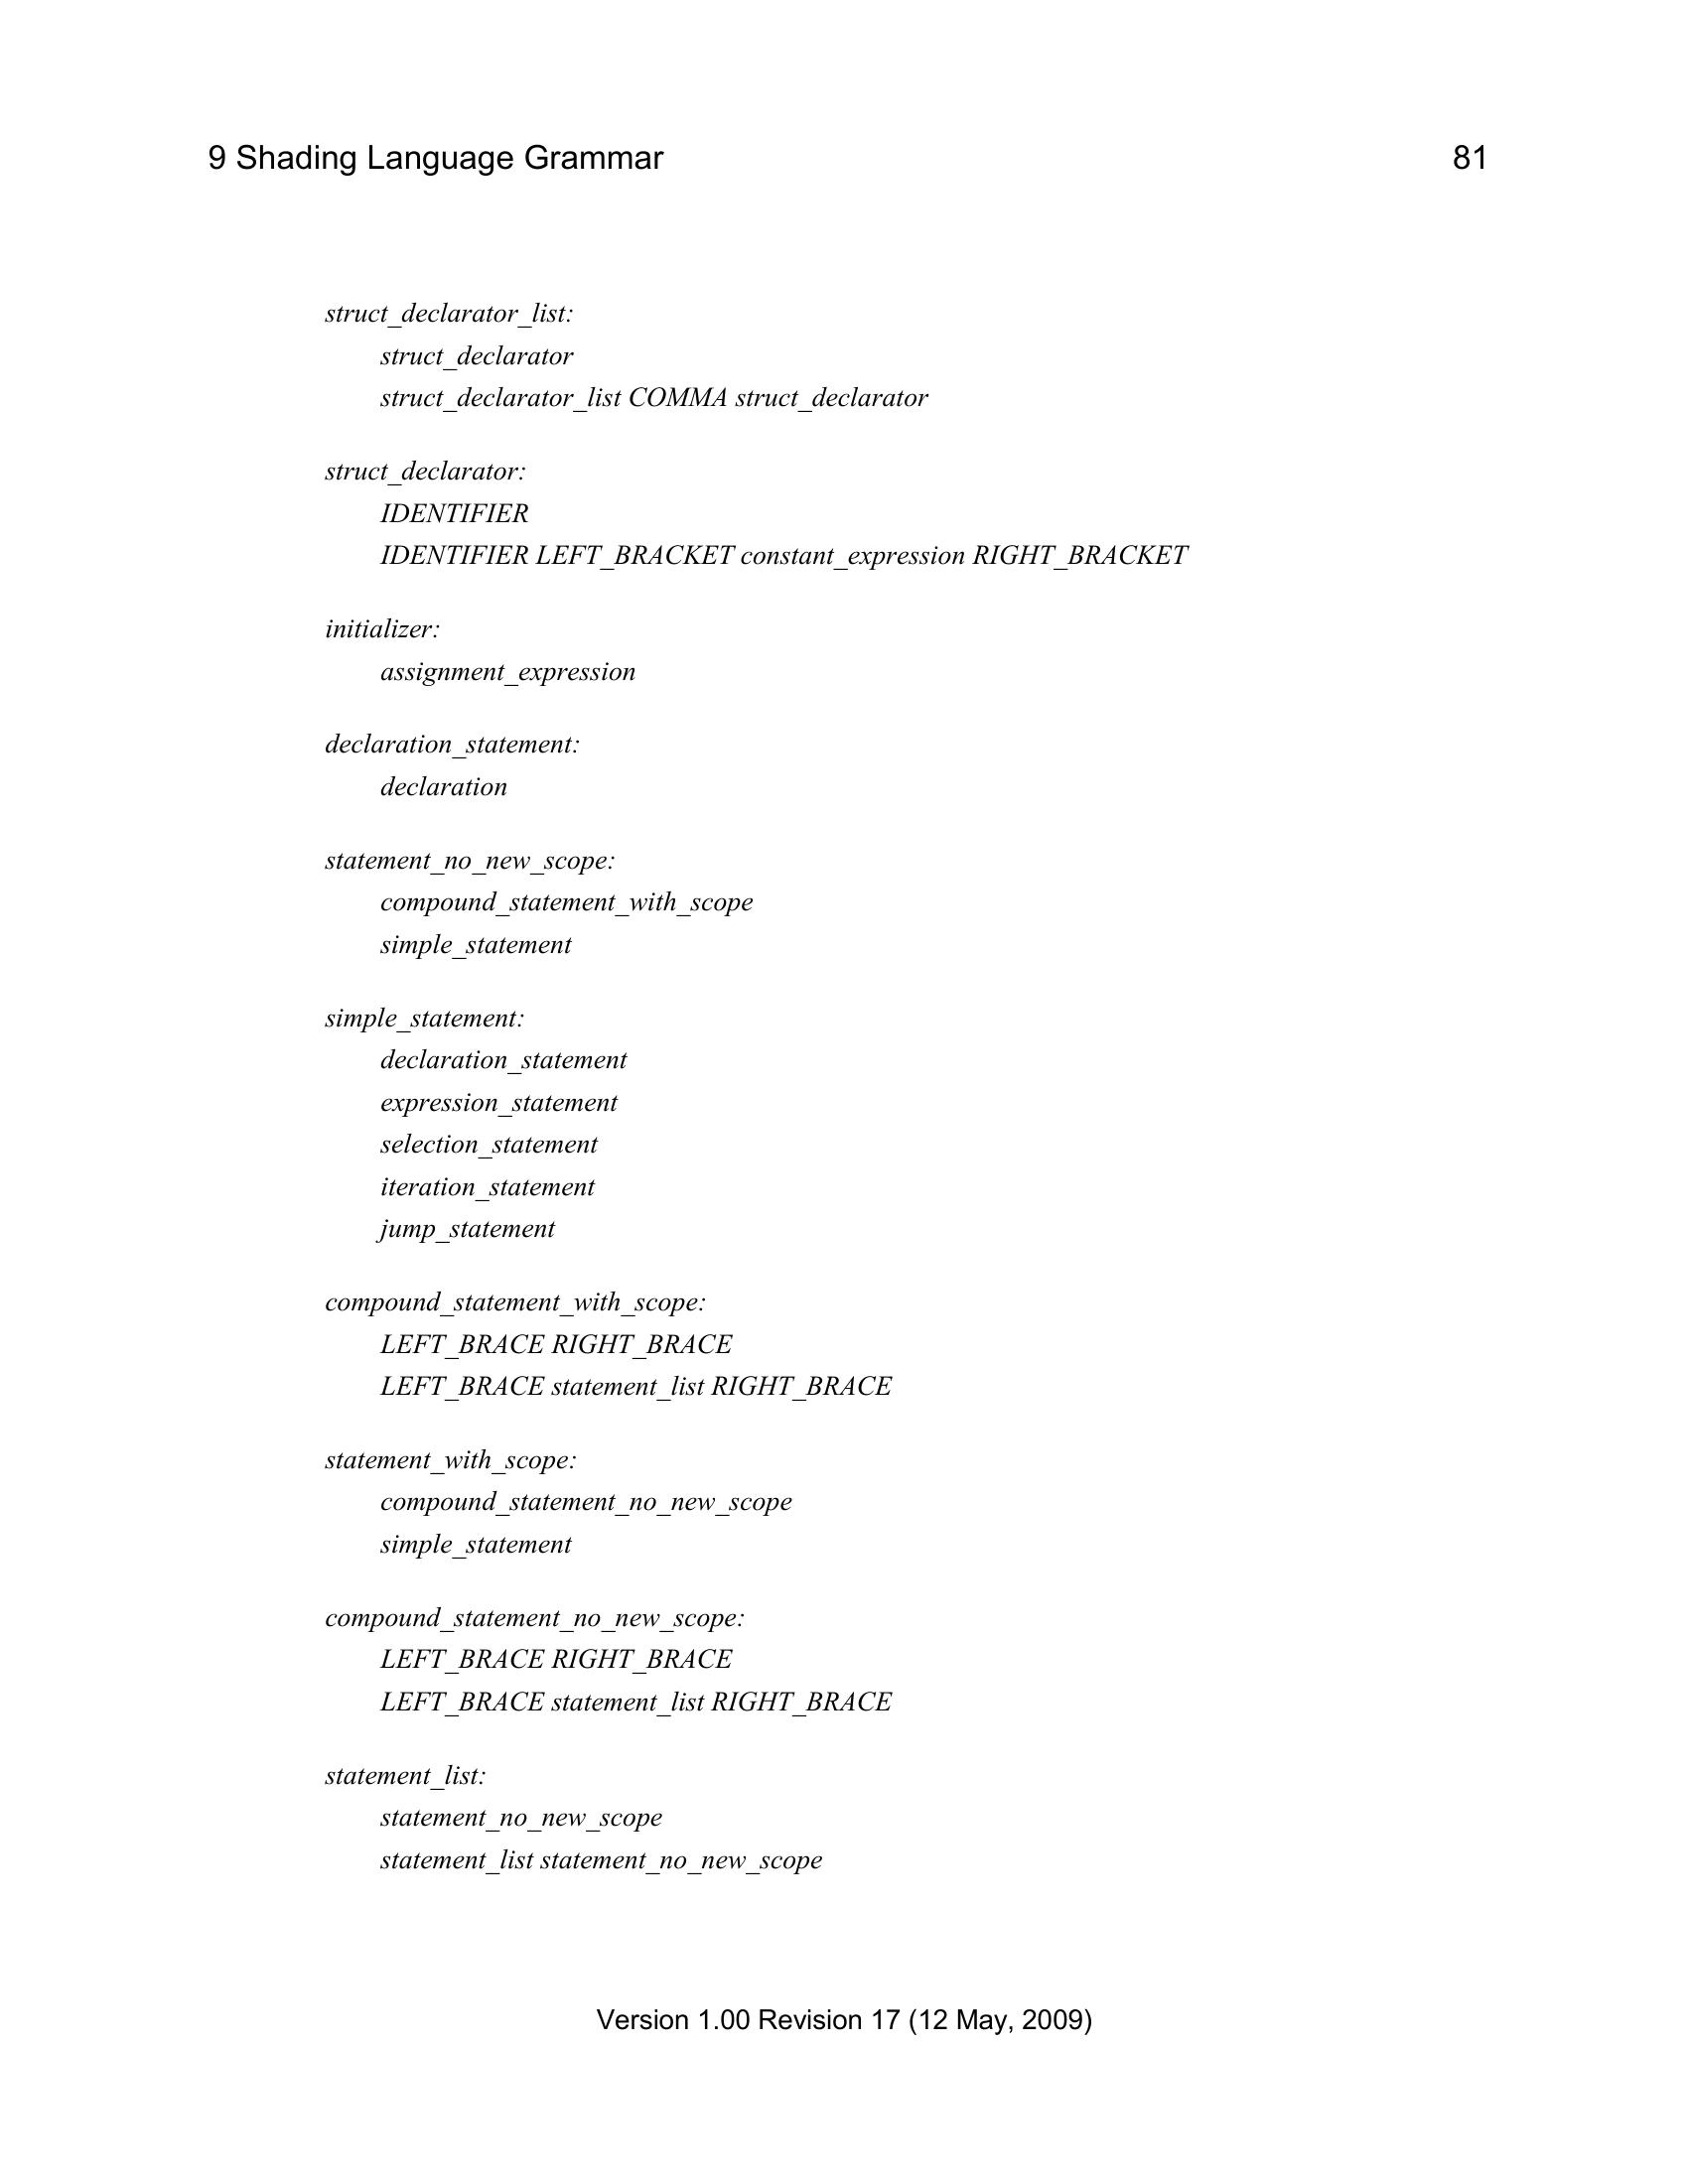 9 Shading Language Grammar 81
struct_declarator_list:
struct_declarator
struct_declarator_list COMMA struct_declarator
struct_declarator:
IDENTIFIER
IDENTIFIER LEFT_BRACKET constant_expression RIGHT_BRACKET
initializer:
assignment_expression
declaration_statement:
declaration
statement_no_new_scope:
compound_statement_with_scope
simple_statement
simple_statement:
declaration_statement
expression_statement
selection_statement
iteration_statement
jump_statement
compound_statement_with_scope:
LEFT_BRACE RIGHT_BRACE
LEFT_BRACE statement_list RIGHT_BRACE
statement_with_scope:
compound_statement_no_new_scope
simple_statement
compound_statement_no_new_scope:
LEFT_BRACE RIGHT_BRACE
LEFT_BRACE statement_list RIGHT_BRACE
statement_list:
statement_no_new_scope
statement_list statement_no_new_scope
Version 1.00 Revision 17 (12 May, 2009)